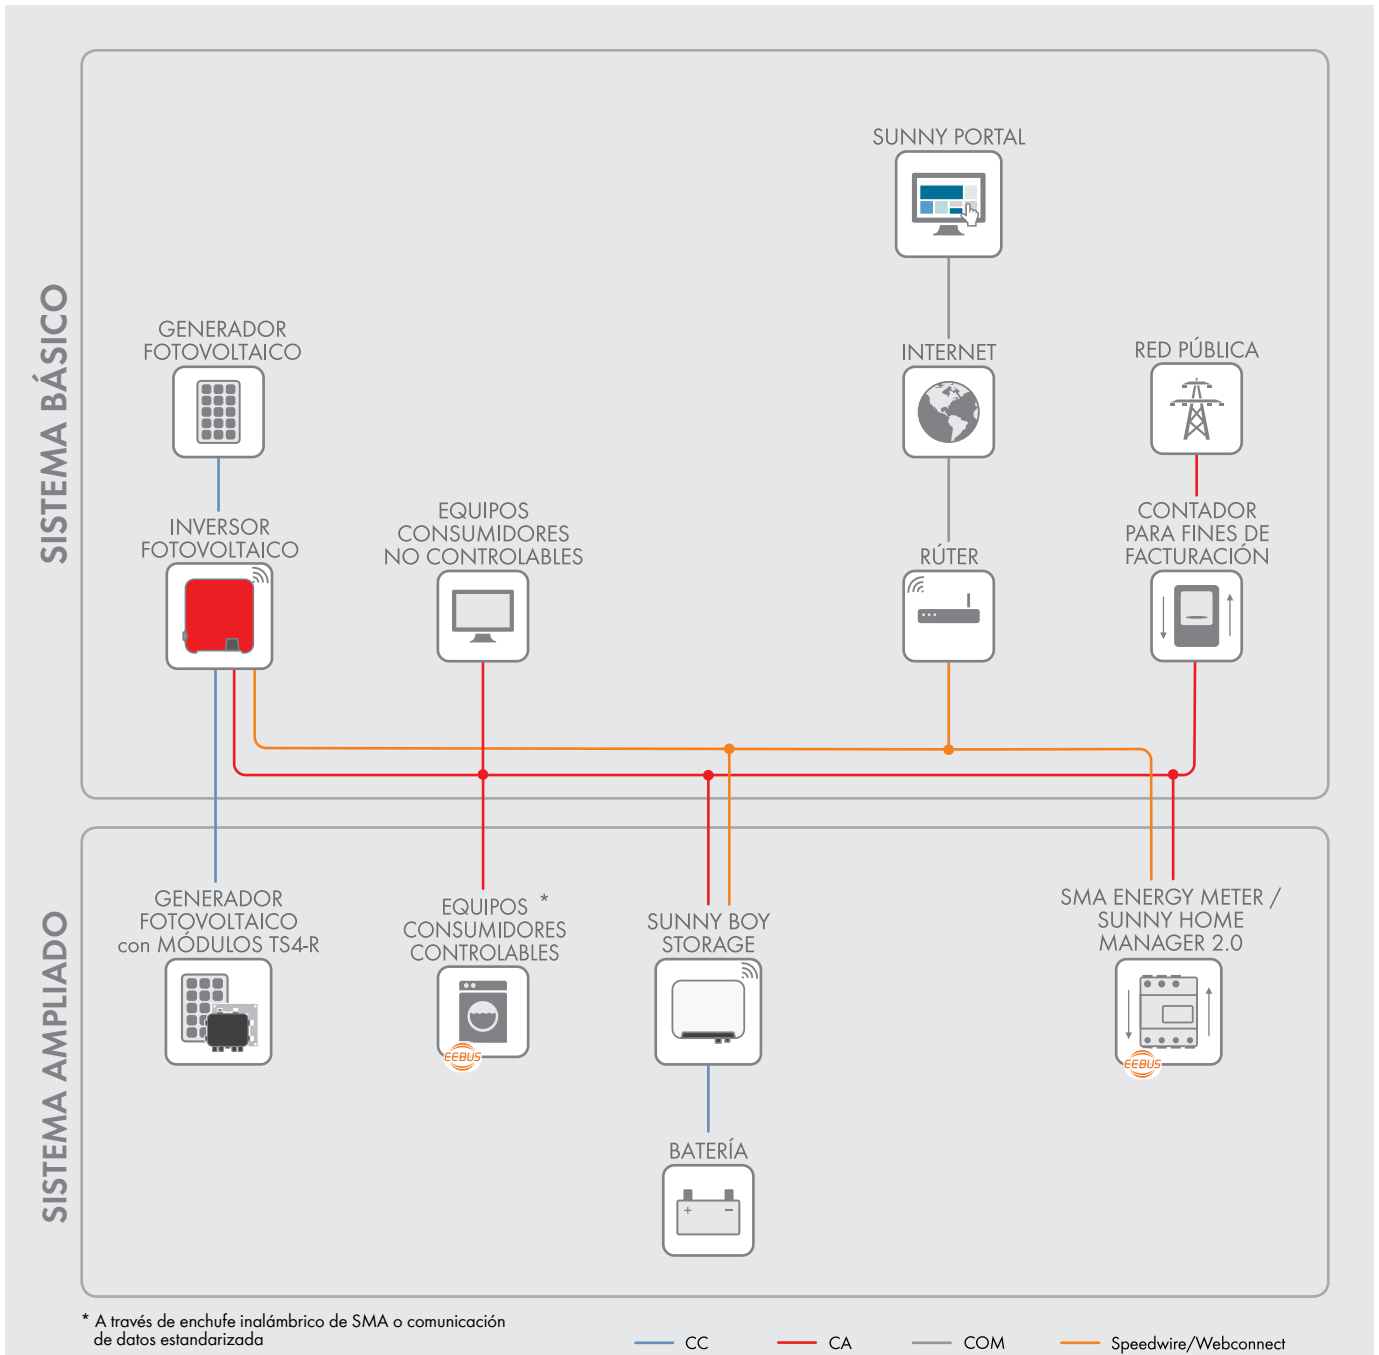 SISTEMA BÁSICO
SUNNY PORTAL
GENERADOR
FOTOVOLTAICO
INTERNET
RED PÚBLICA
INVERSOR
FOTOVOLTAICO
EQUIPOS
CONSUMIDORES
NO CONTROLABLES
RÚTER
CONTADOR
PARA FINES DE
FACTURACIÓN
SISTEMA AMPLIADO
GENERADOR
FOTOVOLTAICO
con MÓDULOS TS4-R
EQUIPOS *
CONSUMIDORES
CONTROLABLES
EEBUS
SUNNY BOY
STORAGE
SMA ENERGY METER /
SUNNY HOME
MANAGER 2.0
EEBUS
BATERÍA
+ −
* A través de enchufe inalámbrico de SMA o comunicación
de datos estandarizada
CC
CA
COM
Speedwire/Webconnect